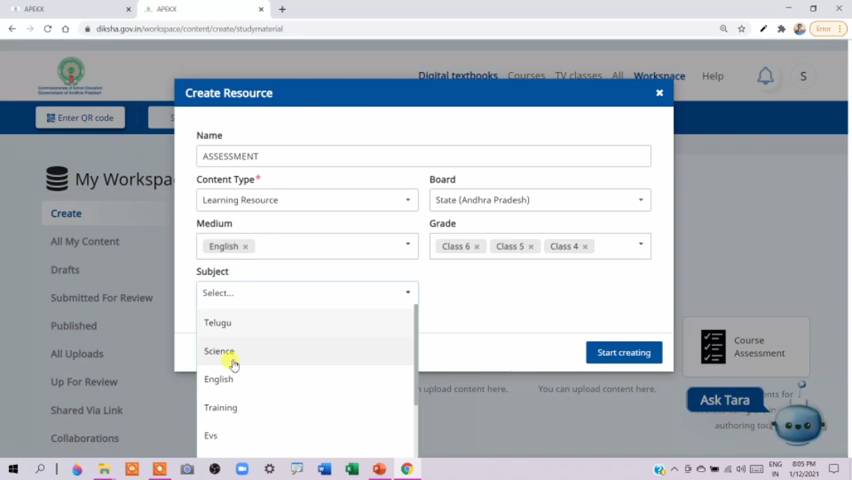 APEKX
APEKX
diksha.gov.in/workspace/content/create/studymaterial
Error
Digital textbooks Courses TV classes All Workspace Help
S
Enter QR code
Create Resource
Name
ASSESSMENT
Content Type*
Board
Learning Resource
State (Andhra Pradesh)
Medium
Grade
English
Class 6
Class 5
Class 4
Subject
Select...
Telugu
Science
English
Training
Evs
Start creating
My Workspa
Create
All My Content
Drafts
Submitted For Review
Published
All Uploads
Up For Review
Shared Via Link
Collaborations
Course
Assessment
upload content here.
You can upload content here.
ents for
authoring too
Ask Tara
ENG
IN
8:05 PM
1/12/2021